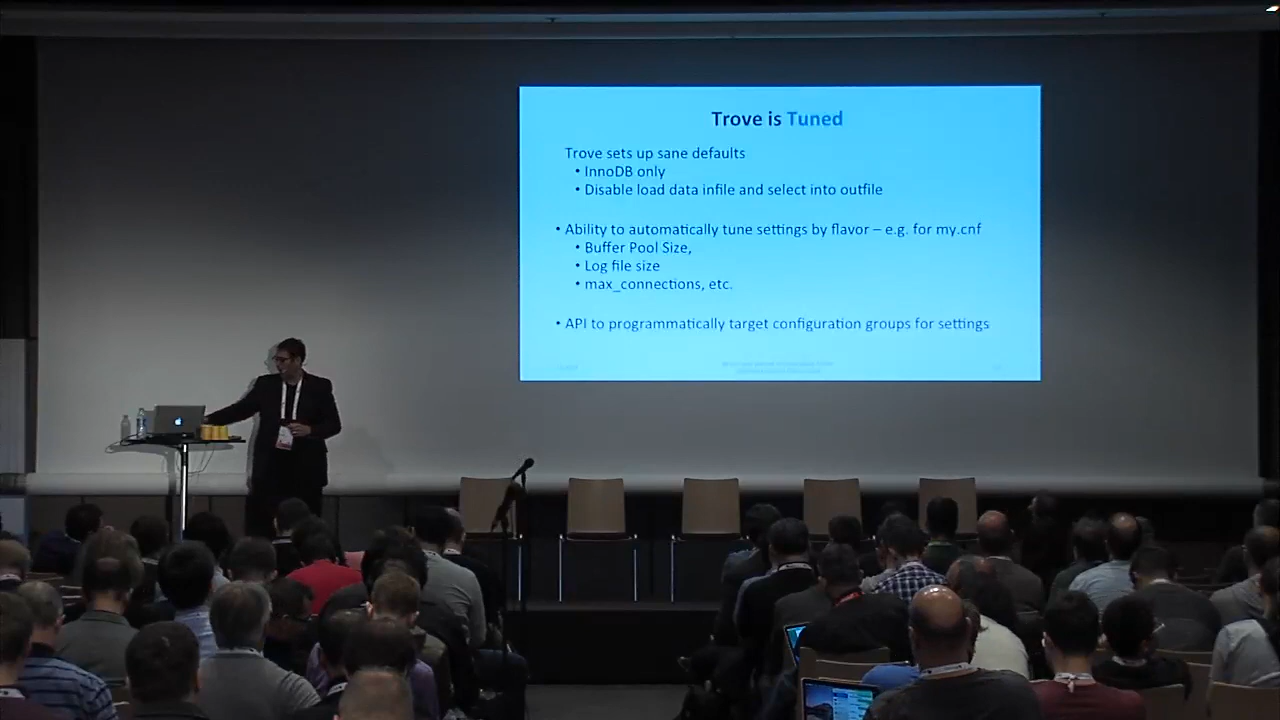 Trove is Tuned
Trove sets up sane defaults
• InnoDB only
• Disable load data infile and select into outfile
• Ability to automatically tune settings by flavor – e.g. for my.cnf
• Buffer Pool Size,
• Log file size
• max_connections, etc.
• API to programmatically target configuration groups for settings